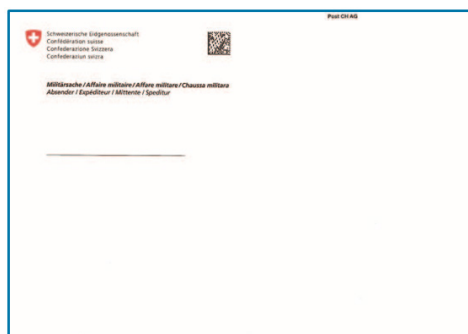 Post CH AG
Schweizerische Eidgenossenschaft
Confédération suisse
Confederazione Svizzera
Confederaziun svizra
Militärsache / Affaire militaire / Affare militare / Chaussa militara
Absender / Expéditeur / Mittente / Speditur